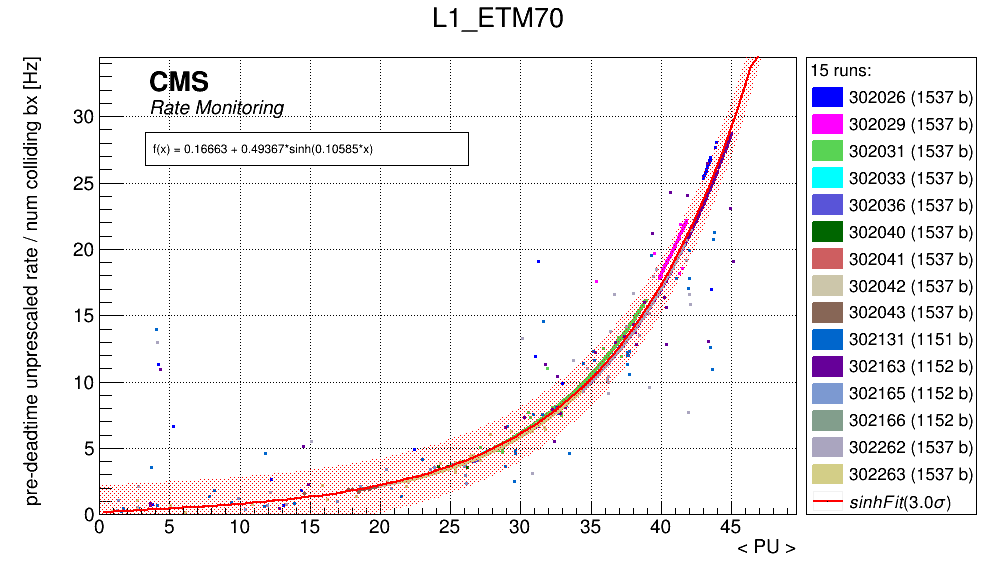 L1_ETM70
pre-deadtime unprescaled rate / num colliding bx [Hz]
CMS
Rate Monitoring
f(x) = 0.16663 + 0.49367*sinh(0.10585*x)
30
25
20
15
10
5
0
0 5 10 15 20 25 30 35 40 45
< PU >
15 runs:
302026 (1537 b)
302029 (1537 b)
302031 (1537 b)
302033 (1537 b)
302036 (1537 b)
302040 (1537 b)
302041 (1537 b)
302042 (1537 b)
302043 (1537 b)
302131 (1151 b)
302163 (1152 b)
302165 (1152 b)
302166 (1152 b)
302262 (1537 b)
302263 (1537 b)
sinhFit(3.0σ)